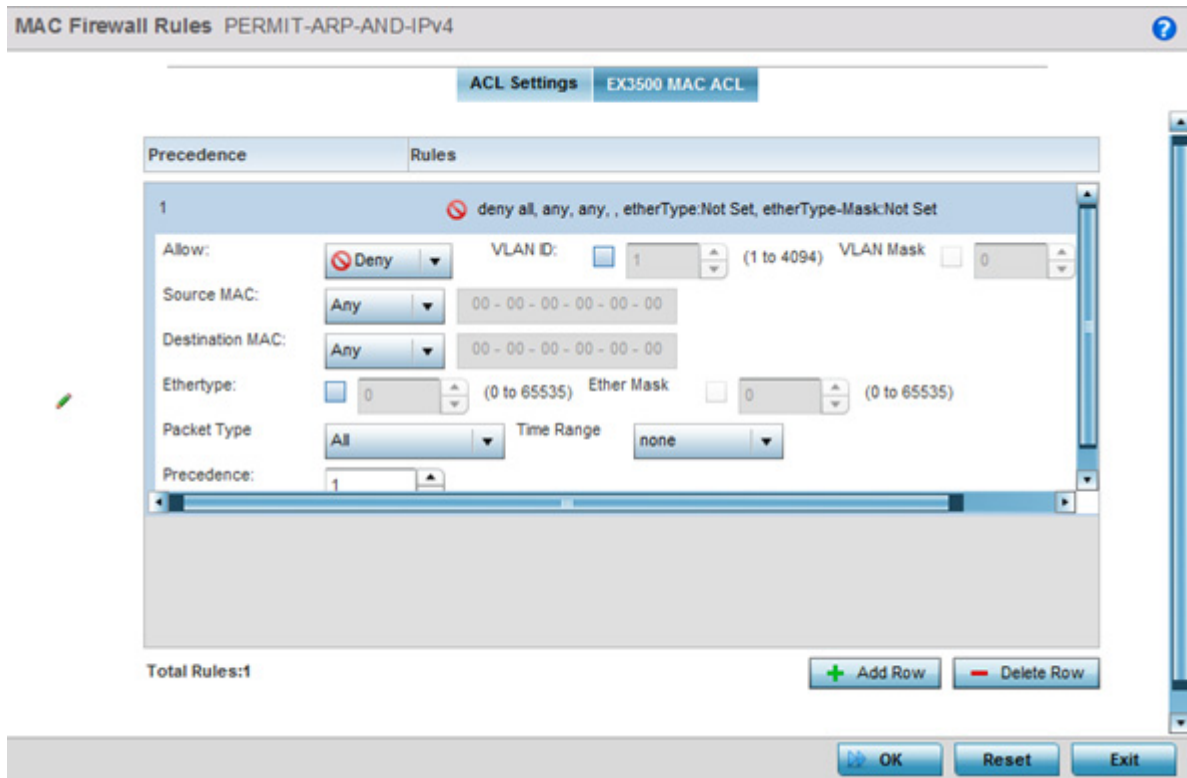 MAC Firewall Rules PERMIT-ARP-AND-IPv4 ?
ACL Settings EX3500 MAC ACL
Precedence Rules
1 deny all, any, any, , etherType:Not Set, etherType-Mask:Not Set
Allow: Deny VLAN ID: 1 (1 to 4094) VLAN Mask 0
Source MAC: Any 00 - 00 - 00 - 00 - 00 - 00
Destination MAC: Any 00 - 00 - 00 - 00 - 00 - 00
Ethertype: 0 (0 to 65535) Ether Mask 0 (0 to 65535)
Packet Type All Time Range none
Precedence: 1
Total Rules:1 Add Row Delete Row
OK Reset Exit